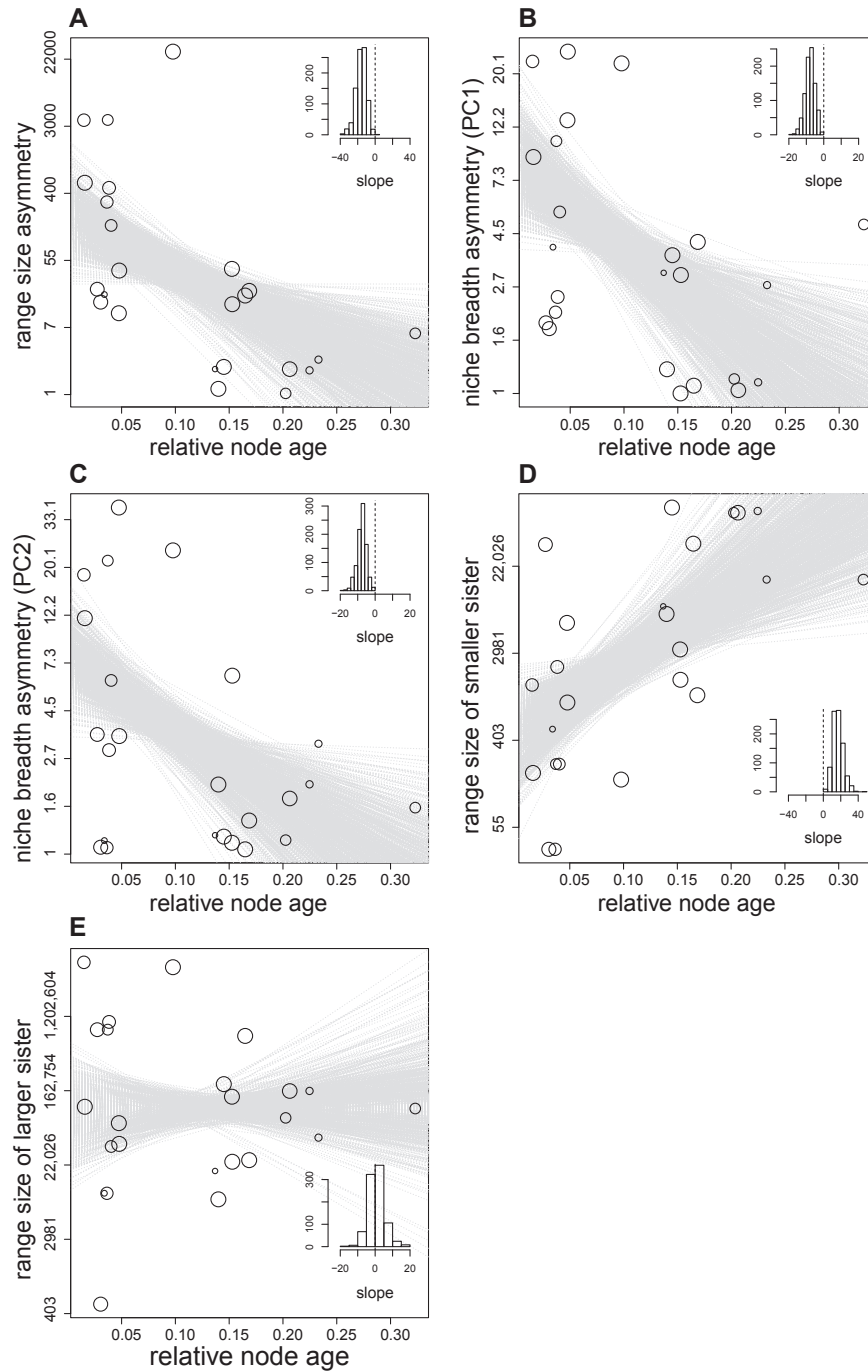 A
range size asymmetry
22000
3000
400
55
7
1
0.05 0.10 0.15 0.20 0.25 0.30
relative node age
200
0
−40 0 40
slope
B
niche breadth asymmetry (PC1)
20.1
12.2
7.3
4.5
2.7
1.6
1
0.05 0.10 0.15 0.20 0.25 0.30
relative node age
200
0
−20 0 20
slope
C
niche breadth asymmetry (PC2)
33.1
20.1
12.2
7.3
4.5
2.7
1.6
1
0.05 0.10 0.15 0.20 0.25 0.30
relative node age
300
200
100
0
−20 0 20
slope
D
range size of smaller sister
22,026
2981
403
55
0.05 0.10 0.15 0.20 0.25 0.30
relative node age
200
0
−40 0 40
slope
E
range size of larger sister
1,202,604
162,754
22,026
2981
403
0.05 0.10 0.15 0.20 0.25 0.30
relative node age
300
100
0
−20 0 20
slope